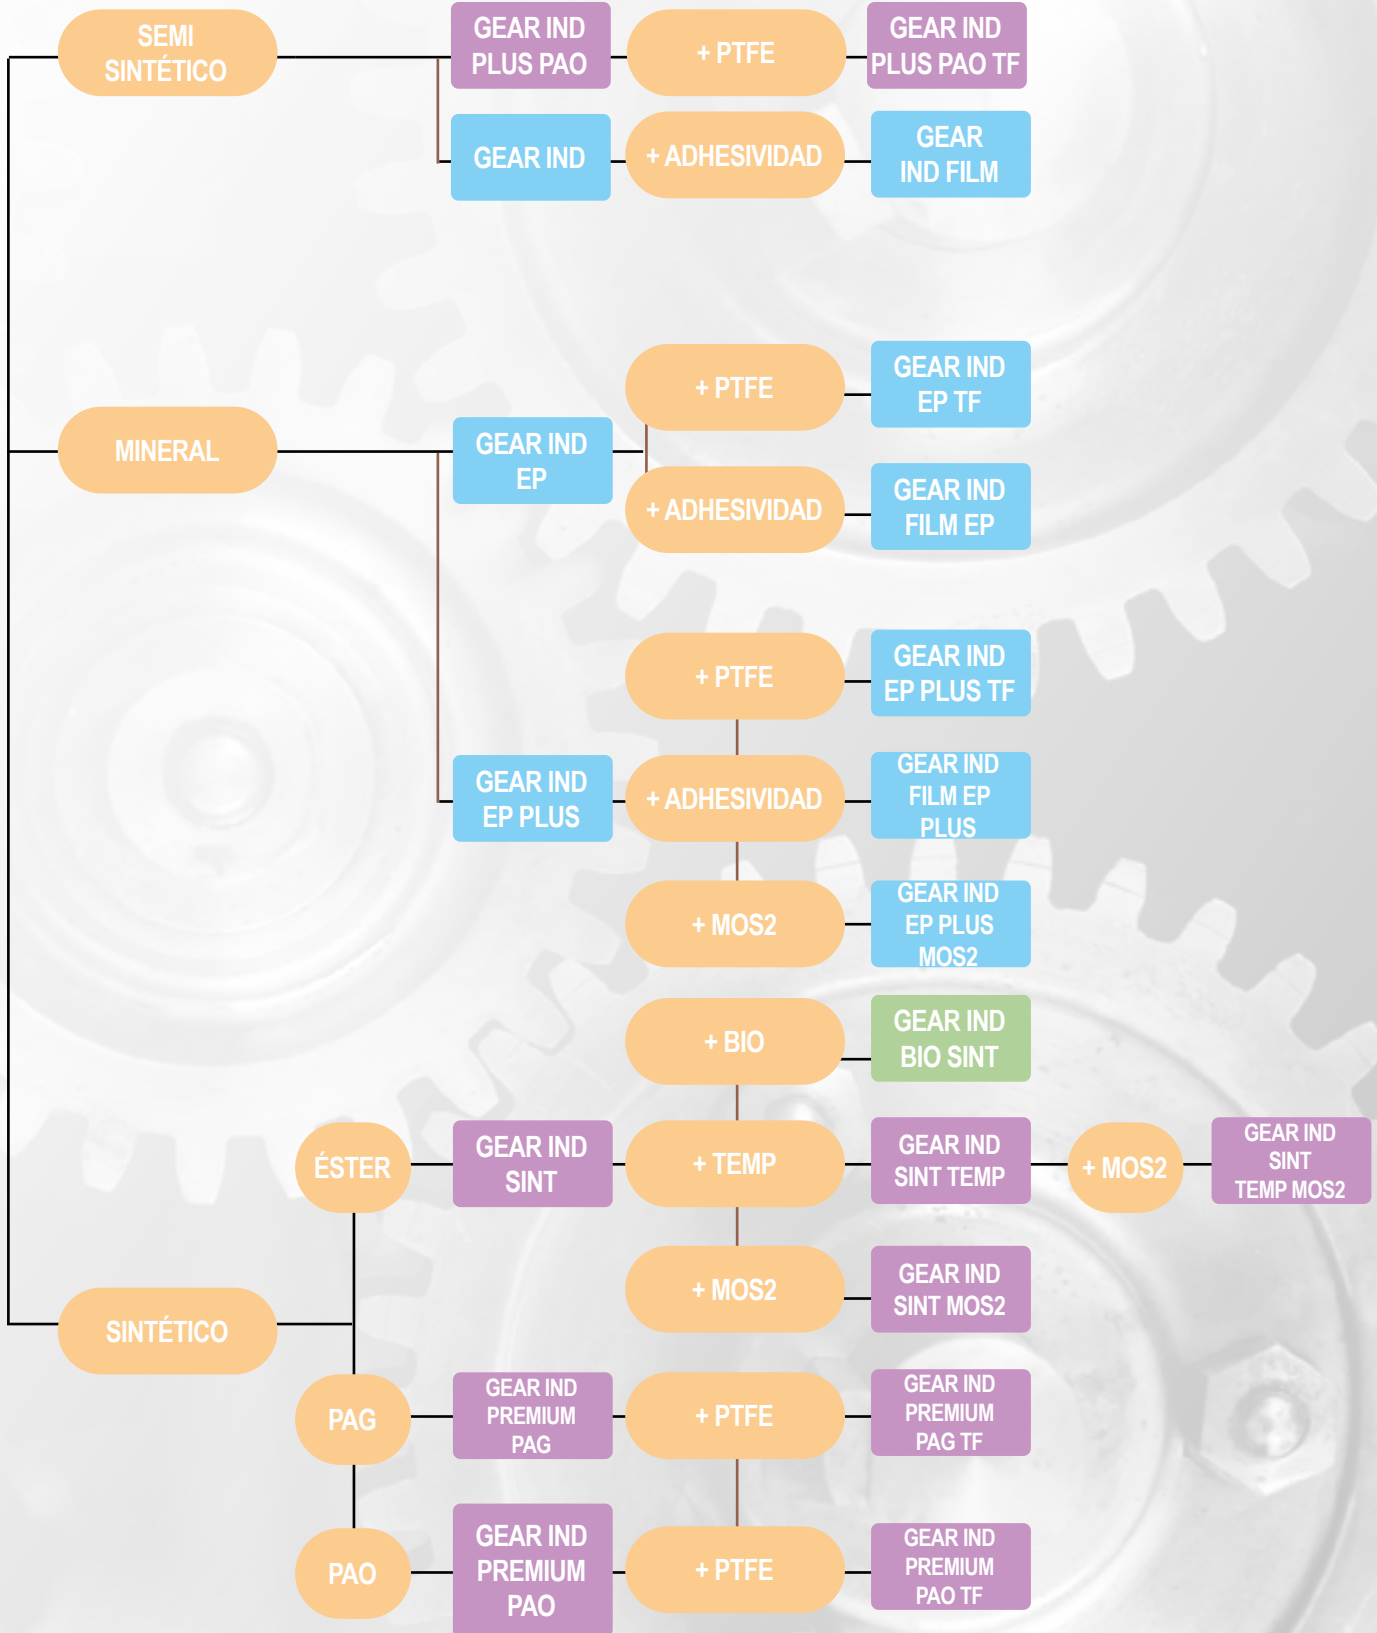 SEMI
SINTÉTICO
GEAR IND
PLUS PAO
+ PTFE
GEAR IND
PLUS PAO TF
GEAR IND
+ ADHESIVIDAD
GEAR
IND FILM
MINERAL
GEAR IND
EP
+ PTFE
GEAR IND
EP TF
+ ADHESIVIDAD
GEAR IND
FILM EP
GEAR IND
EP PLUS
+ PTFE
GEAR IND
EP PLUS TF
+ ADHESIVIDAD
GEAR IND
FILM EP
PLUS
+ MOS2
GEAR IND
EP PLUS
MOS2
SINTÉTICO
ÉSTER
GEAR IND
SINT
+ BIO
GEAR IND
BIO SINT
+ TEMP
GEAR IND
SINT TEMP
+ MOS2
GEAR IND
SINT
TEMP MOS2
+ MOS2
GEAR IND
SINT MOS2
PAG
GEAR IND
PREMIUM
PAG
+ PTFE
GEAR IND
PREMIUM
PAG TF
PAO
GEAR IND
PREMIUM
PAO
+ PTFE
GEAR IND
PREMIUM
PAO TF